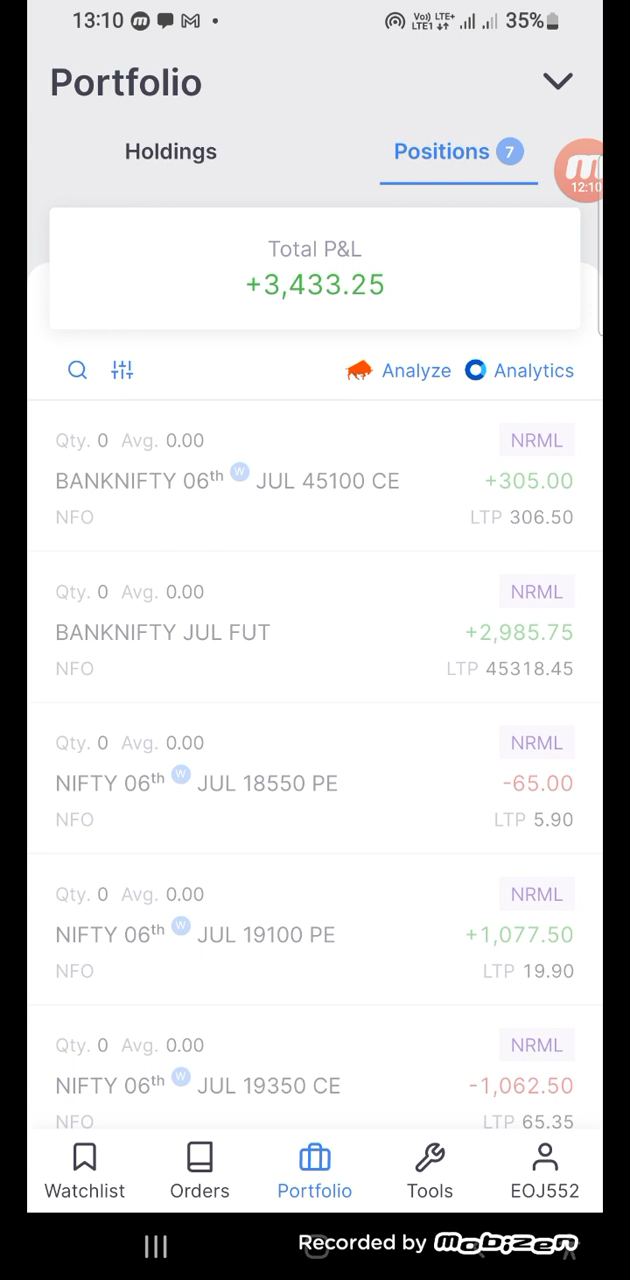 13:10 Vo) LTE+ LTE1 35%
Portfolio
Holdings Positions 7
12:10
Total P&L
+3,433.25
Analyze Analytics
Qty. 0 Avg. 0.00 NRML
BANKNIFTY 06th W JUL 45100 CE +305.00
NFO LTP 306.50
Qty. 0 Avg. 0.00 NRML
BANKNIFTY JUL FUT +2,985.75
NFO LTP 45318.45
Qty. 0 Avg. 0.00 NRML
NIFTY 06th W JUL 18550 PE -65.00
NFO LTP 5.90
Qty. 0 Avg. 0.00 NRML
NIFTY 06th W JUL 19100 PE +1,077.50
NFO LTP 19.90
Qty. 0 Avg. 0.00 NRML
NIFTY 06th W JUL 19350 CE -1,062.50
NFO LTP 65.35
Watchlist Orders Portfolio Tools EOJ552
Recorded by mobizen